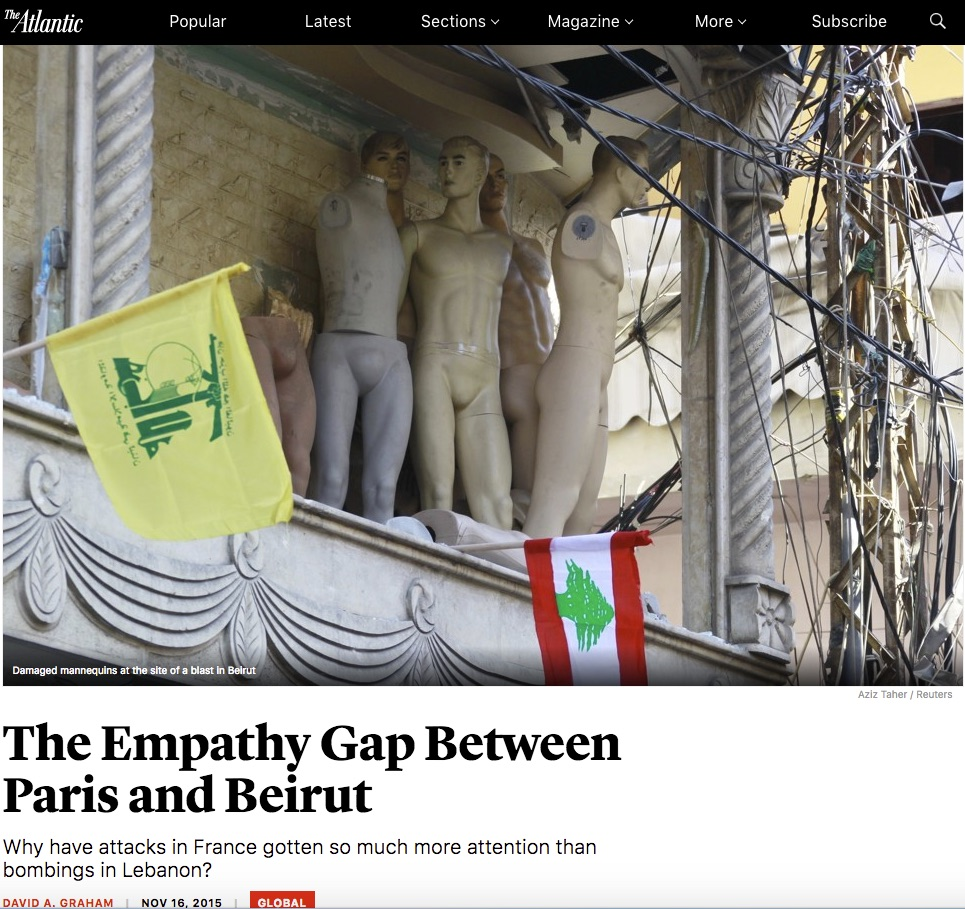 The Atlantic
Popular
Latest
Sections
Magazine
More
Subscribe
Damaged mannequins at the site of a blast in Beirut
Aziz Taher / Reuters
The Empathy Gap Between
Paris and Beirut
Why have attacks in France gotten so much more attention than
bombings in Lebanon?
DAVID A. GRAHAM | NOV 16, 2015 | GLOBAL